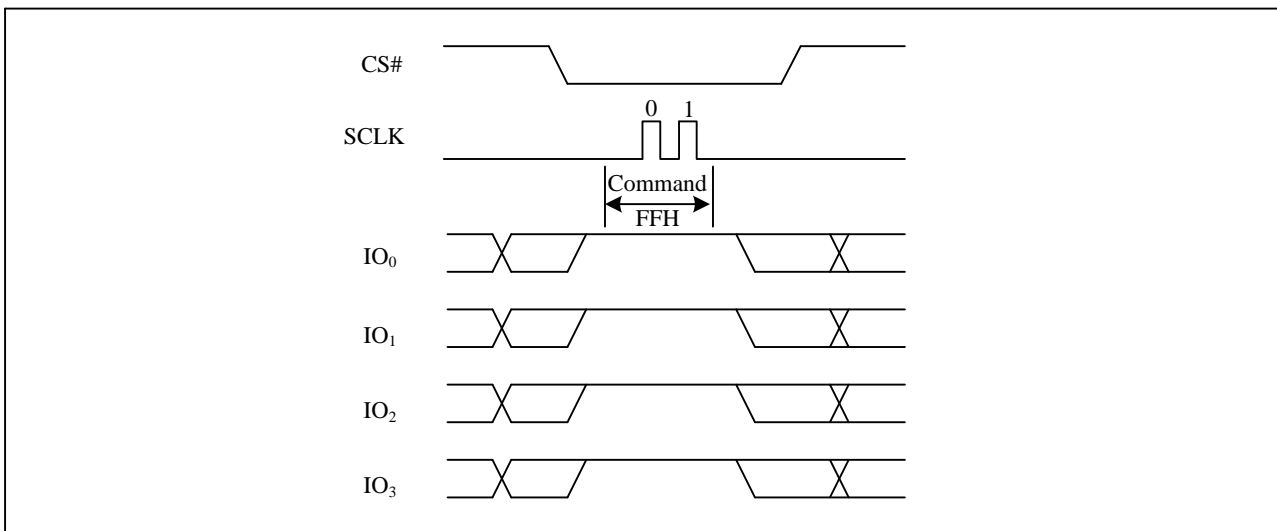 CS#
0 1
SCLK
Command
FFH
IO₀
IO₁
IO₂
IO₃